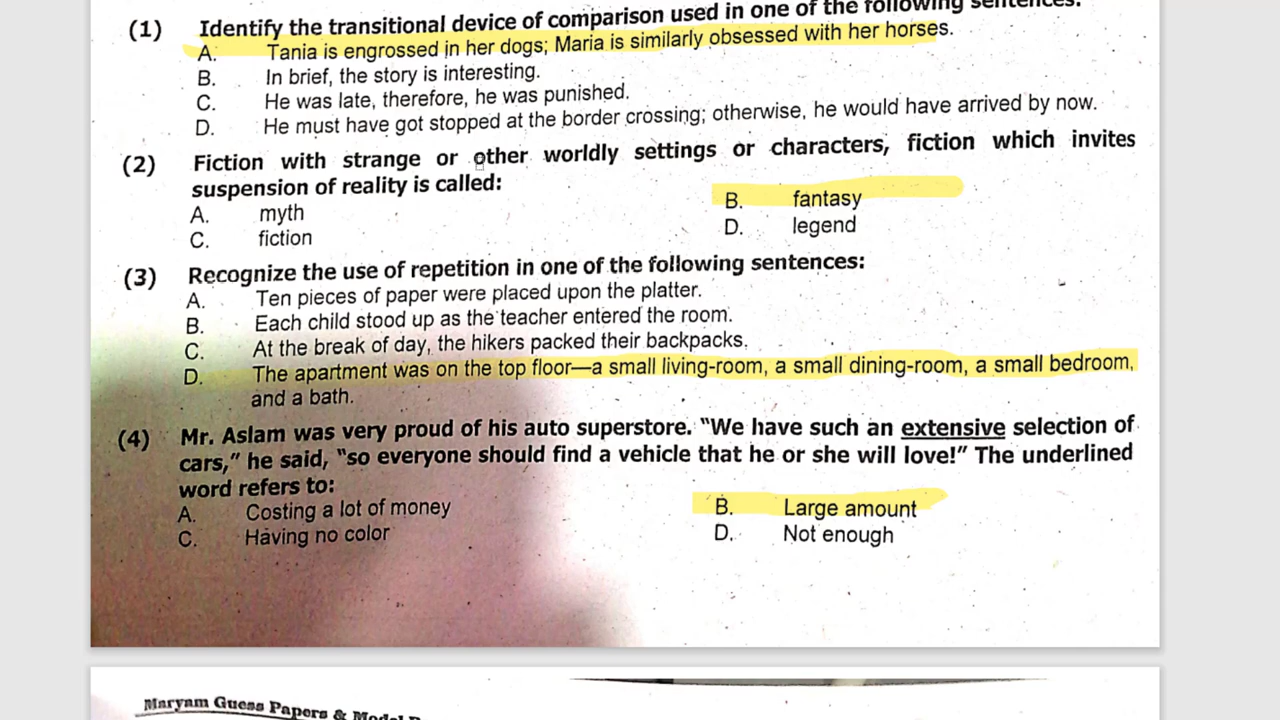 (1) Identify the transitional device of comparison used in one of the following sentences:
A. Tania is engrossed in her dogs; Maria is similarly obsessed with her horses.
B. In brief, the story is interesting.
C. He was late, therefore, he was punished.
D. He must have got stopped at the border crossing; otherwise, he would have arrived by now.
(2) Fiction with strange or other worldly settings or characters, fiction which invites
suspension of reality is called:
A. myth B. fantasy
C. fiction D. legend
(3) Recognize the use of repetition in one of the following sentences:
A. Ten pieces of paper were placed upon the platter.
B. Each child stood up as the teacher entered the room.
C. At the break of day, the hikers packed their backpacks.
D. The apartment was on the top floor—a small living-room, a small dining-room, a small bedroom,
and a bath.
(4) Mr. Aslam was very proud of his auto superstore. "We have such an extensive selection of
cars," he said, "so everyone should find a vehicle that he or she will love!" The underlined
word refers to:
A. Costing a lot of money B. Large amount
C. Having no color D. Not enough
Maryam Guess Papers & Model